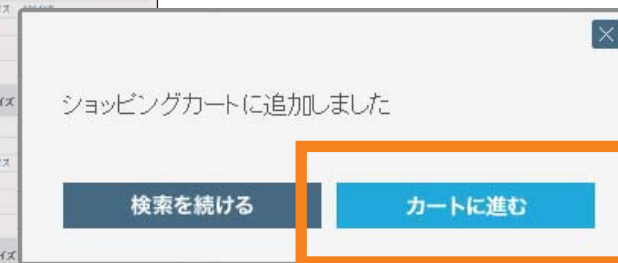 ショッピングカートに追加しました
検索を続ける
カートに進む